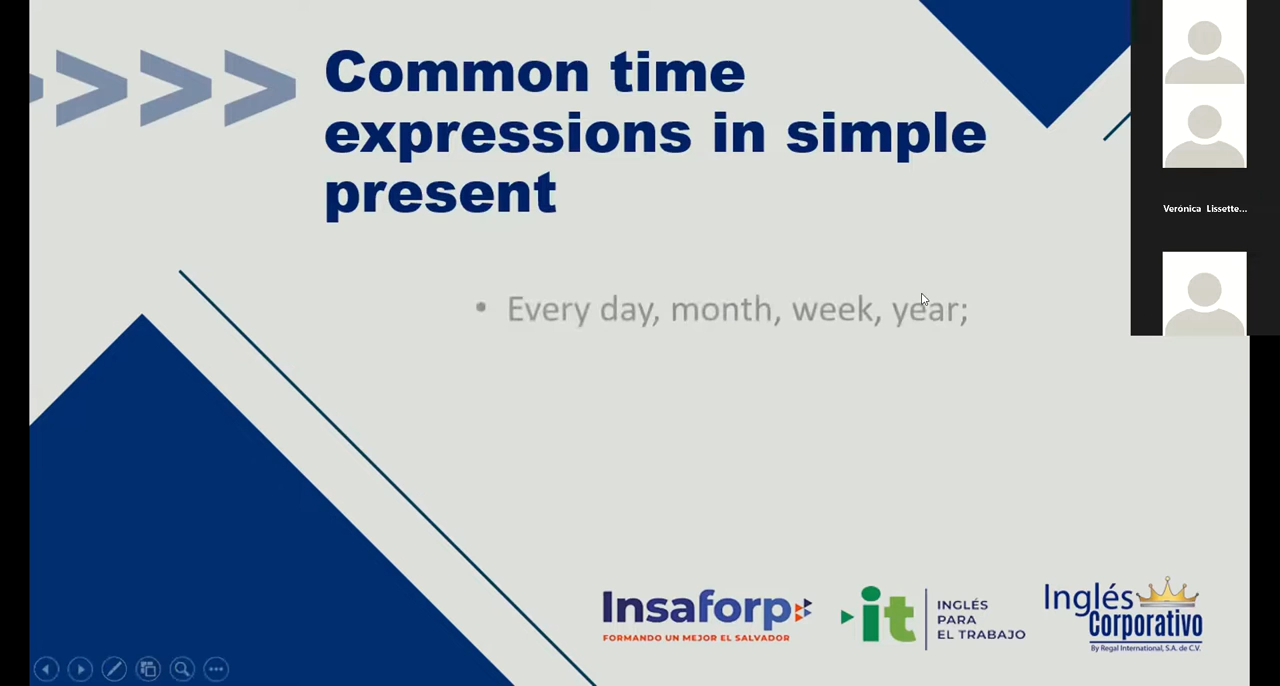 Common time
expressions in simple
present
• Every day, month, week, year;
Verónica Lissette...
Insaforp
FORMANDO UN MEJOR EL SALVADOR
it
INGLÉS
PARA
EL TRABAJO
Inglés
Corporativo
By Regal International, S.A. de C.V.